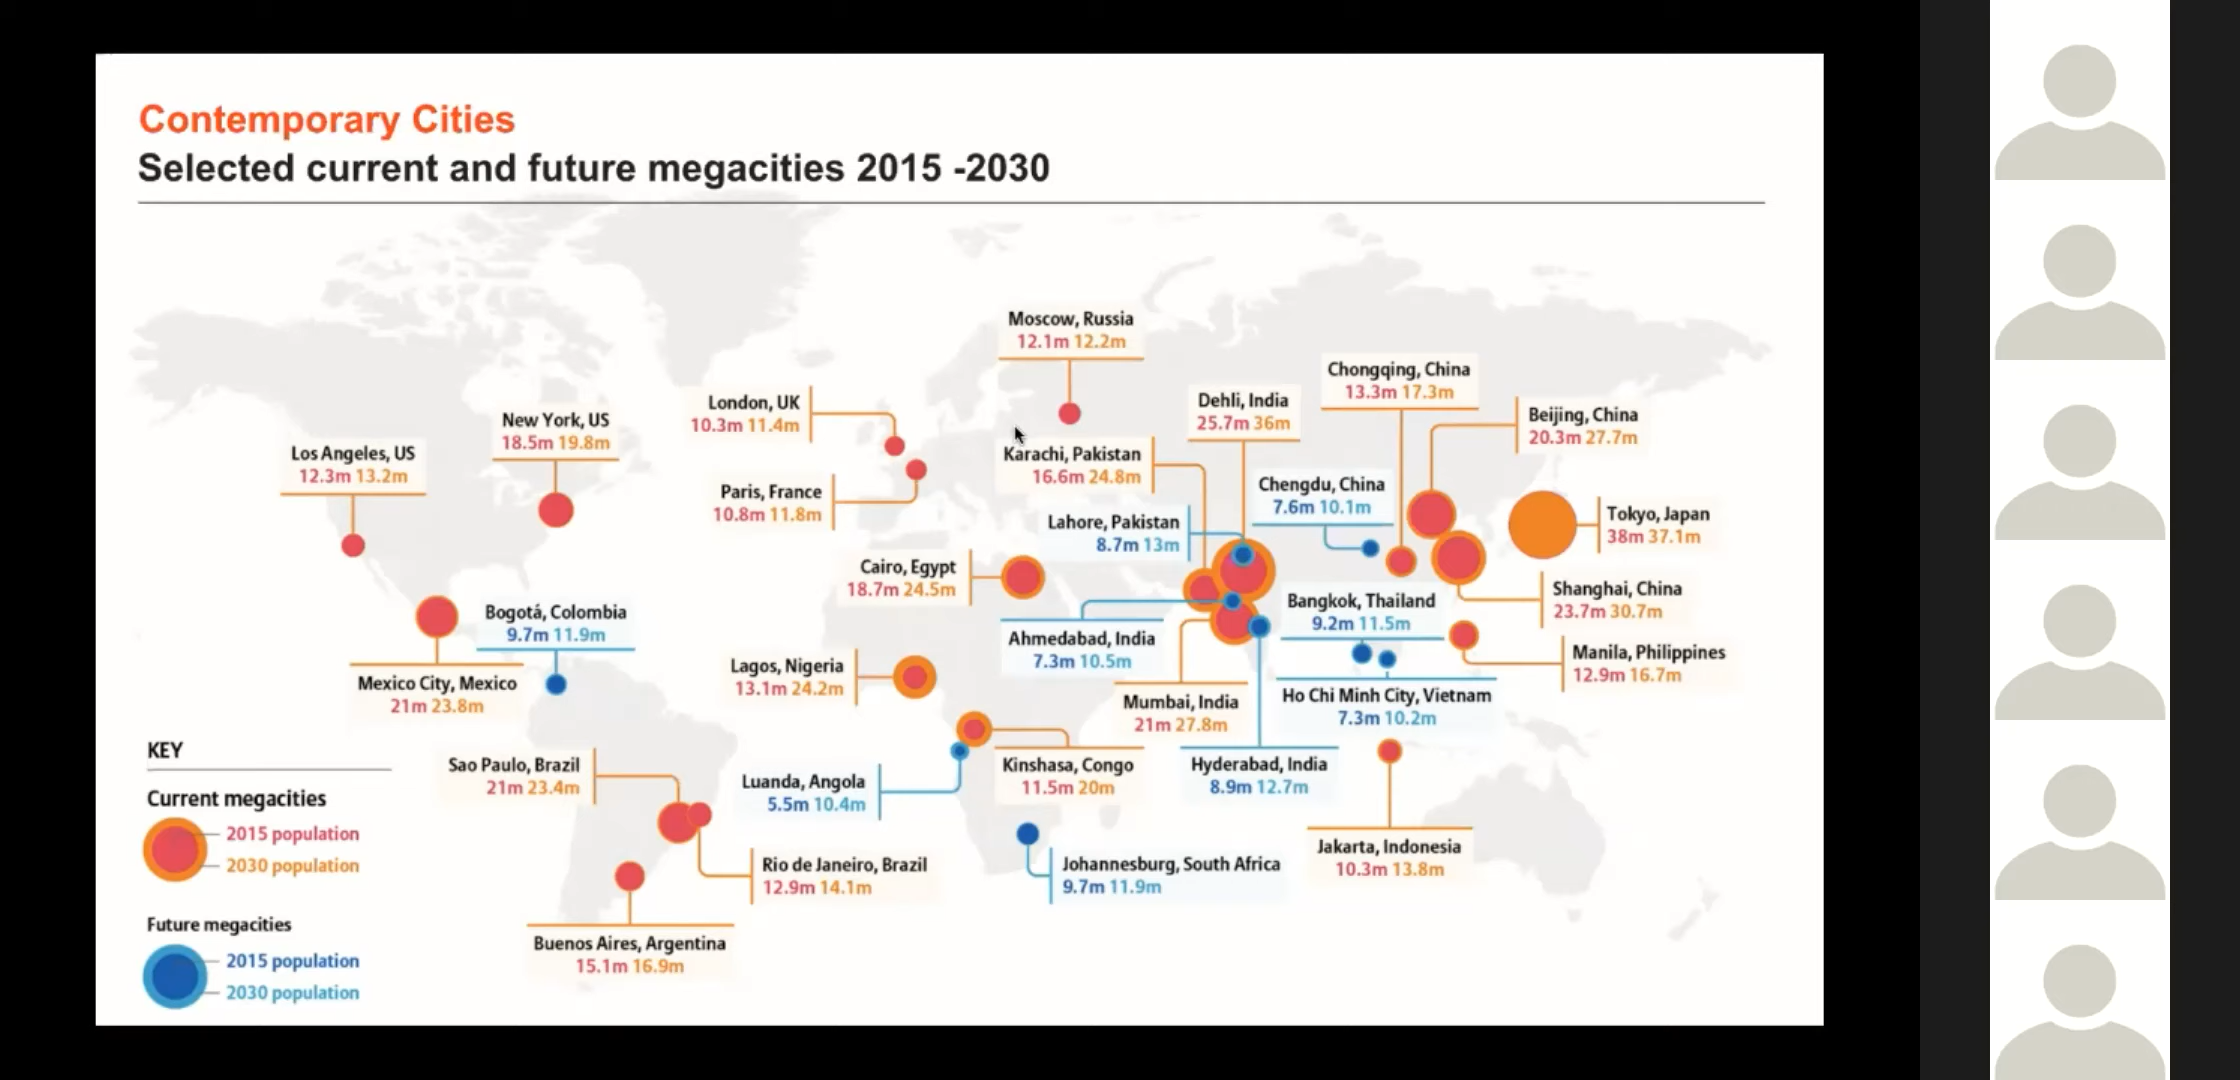 Contemporary Cities
Selected current and future megacities 2015 -2030
Moscow, Russia
12.1m 12.2m
Chongqing, China
13.3m 17.3m
London, UK
10.3m 11.4m
Dehli, India
25.7m 36m
Beijing, China
20.3m 27.7m
New York, US
18.5m 19.8m
Los Angeles, US
12.3m 13.2m
Karachi, Pakistan
16.6m 24.8m
Chengdu, China
7.6m 10.1m
Paris, France
10.8m 11.8m
Lahore, Pakistan
8.7m 13m
Tokyo, Japan
38m 37.1m
Cairo, Egypt
18.7m 24.5m
Shanghai, China
23.7m 30.7m
Bogotá, Colombia
9.7m 11.9m
Bangkok, Thailand
9.2m 11.5m
Ahmedabad, India
7.3m 10.5m
Manila, Philippines
12.9m 16.7m
Lagos, Nigeria
13.1m 24.2m
Mexico City, Mexico
21m 23.8m
Mumbai, India
21m 27.8m
Ho Chi Minh City, Vietnam
7.3m 10.2m
Sao Paulo, Brazil
21m 23.4m
Luanda, Angola
5.5m 10.4m
Kinshasa, Congo
11.5m 20m
Hyderabad, India
8.9m 12.7m
Jakarta, Indonesia
10.3m 13.8m
Rio de Janeiro, Brazil
12.9m 14.1m
Johannesburg, South Africa
9.7m 11.9m
Buenos Aires, Argentina
15.1m 16.9m
KEY
Current megacities
2015 population
2030 population
Future megacities
2015 population
2030 population